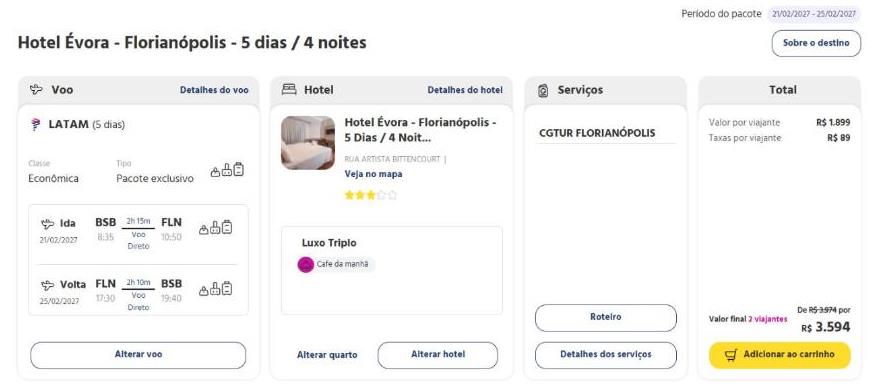 Período do pacote 21/02/2027 - 25/02/2027
Hotel Évora - Florianópolis - 5 dias / 4 noites
Sobre o destino
Voo
Detalhes do voo
LATAM (5 dias)
Classe
Econômica
Tipo
Pacote exclusivo
Ida
21/02/2027
BSB
8:35
2h 15m
Voo
Direto
FLN
10:50
Volta
25/02/2027
FLN
17:30
2h 10m
Voo
Direto
BSB
19:40
Alterar voo
Hotel
Detalhes do hotel
Hotel Évora - Florianópolis -
5 Dias / 4 Noit...
RUA ARTISTA BITTENCOURT |
Veja no mapa
Luxo Triplo
Cafe da manhã
Alterar quarto
Alterar hotel
Serviços
CGTUR FLORIANÓPOLIS
Roteiro
Detalhes dos serviços
Total
Valor por viajante R$ 1.899
Taxas por viajante R$ 89
Valor final 2 viajantes
De R$ 3.974 por
R$ 3.594
Adicionar ao carrinho